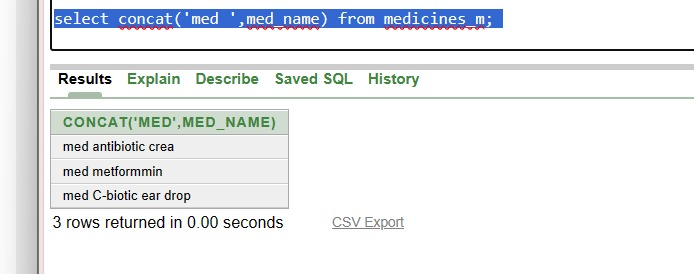 select concat('med ',med_name) from medicines_m;
Results Explain Describe Saved SQL History
CONCAT('MED',MED_NAME)
med antibiotic crea
med metformmin
med C-biotic ear drop
3 rows returned in 0.00 seconds CSV Export